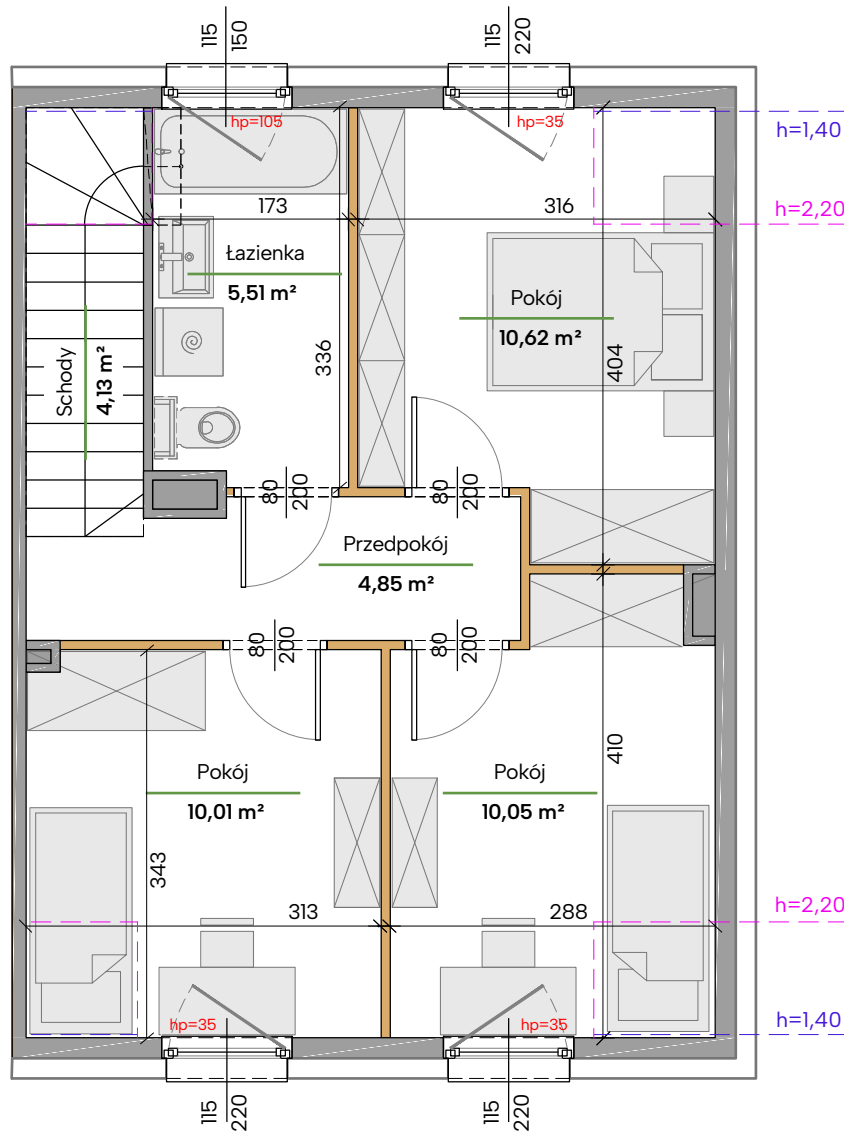 115
150
115
220
hp=105
hp=35
h=1,40
h=2,20
173
316
Łazienka
5,51 m²
Pokój
10,62 m²
Schody
4,13 m²
336
404
80
200
80
200
Przedpokój
4,85 m²
80
200
80
200
410
Pokój
10,01 m²
Pokój
10,05 m²
343
313
288
h=2,20
hp=35
hp=35
h=1,40
115
220
115
220